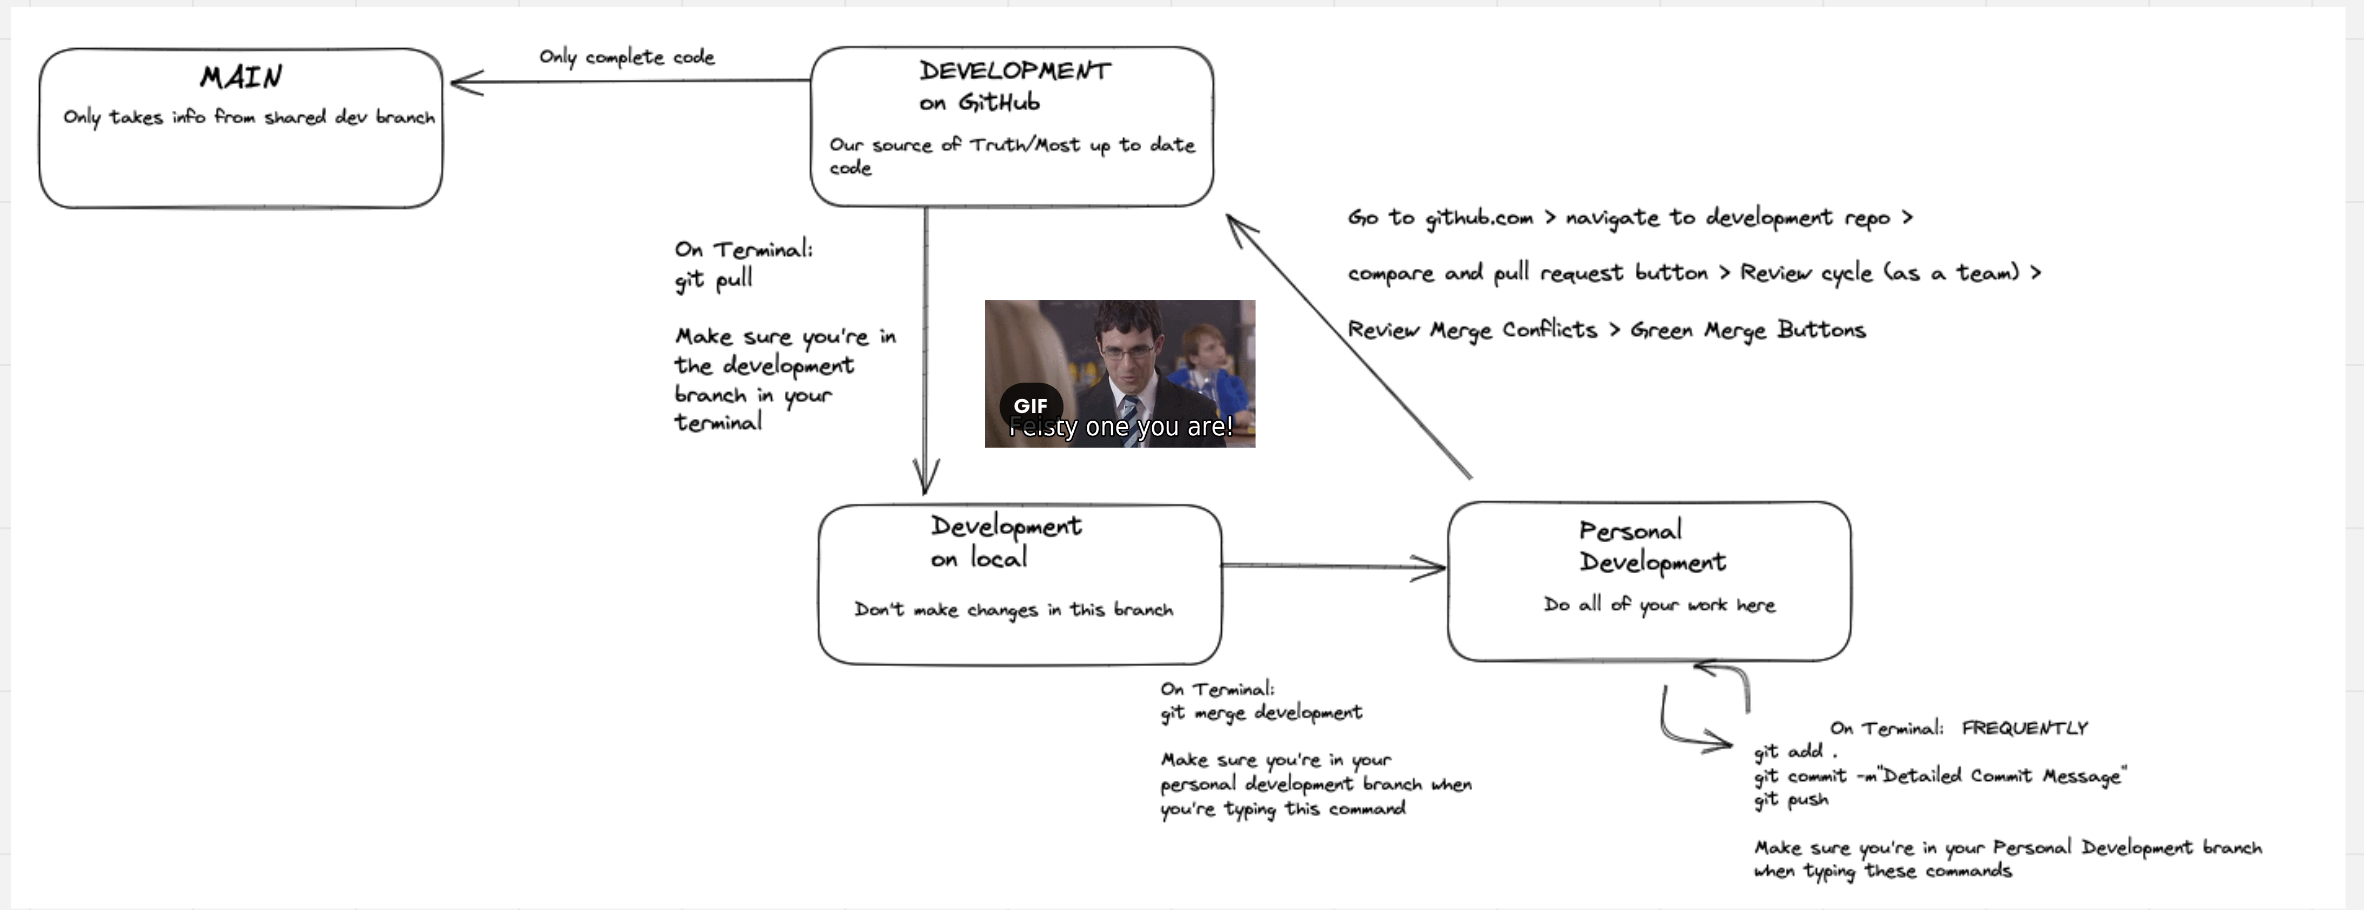 MAIN
Only takes info from shared dev branch
Only complete code
DEVELOPMENT
on GitHub
Our source of Truth/Most up to date
code
On Terminal:
git pull
Make sure you're in
the development
branch in your
terminal
GIF
Feisty one you are!
Go to github.com > navigate to development repo >
compare and pull request button > Review cycle (as a team) >
Review Merge Conflicts > Green Merge Buttons
Development
on local
Don't make changes in this branch
Personal
Development
Do all of your work here
On Terminal:
git merge development
Make sure you're in your
personal development branch when
you're typing this command
On Terminal: FREQUENTLY
git add .
git commit -m"Detailed Commit Message"
git push
Make sure you're in your Personal Development branch
when typing these commands